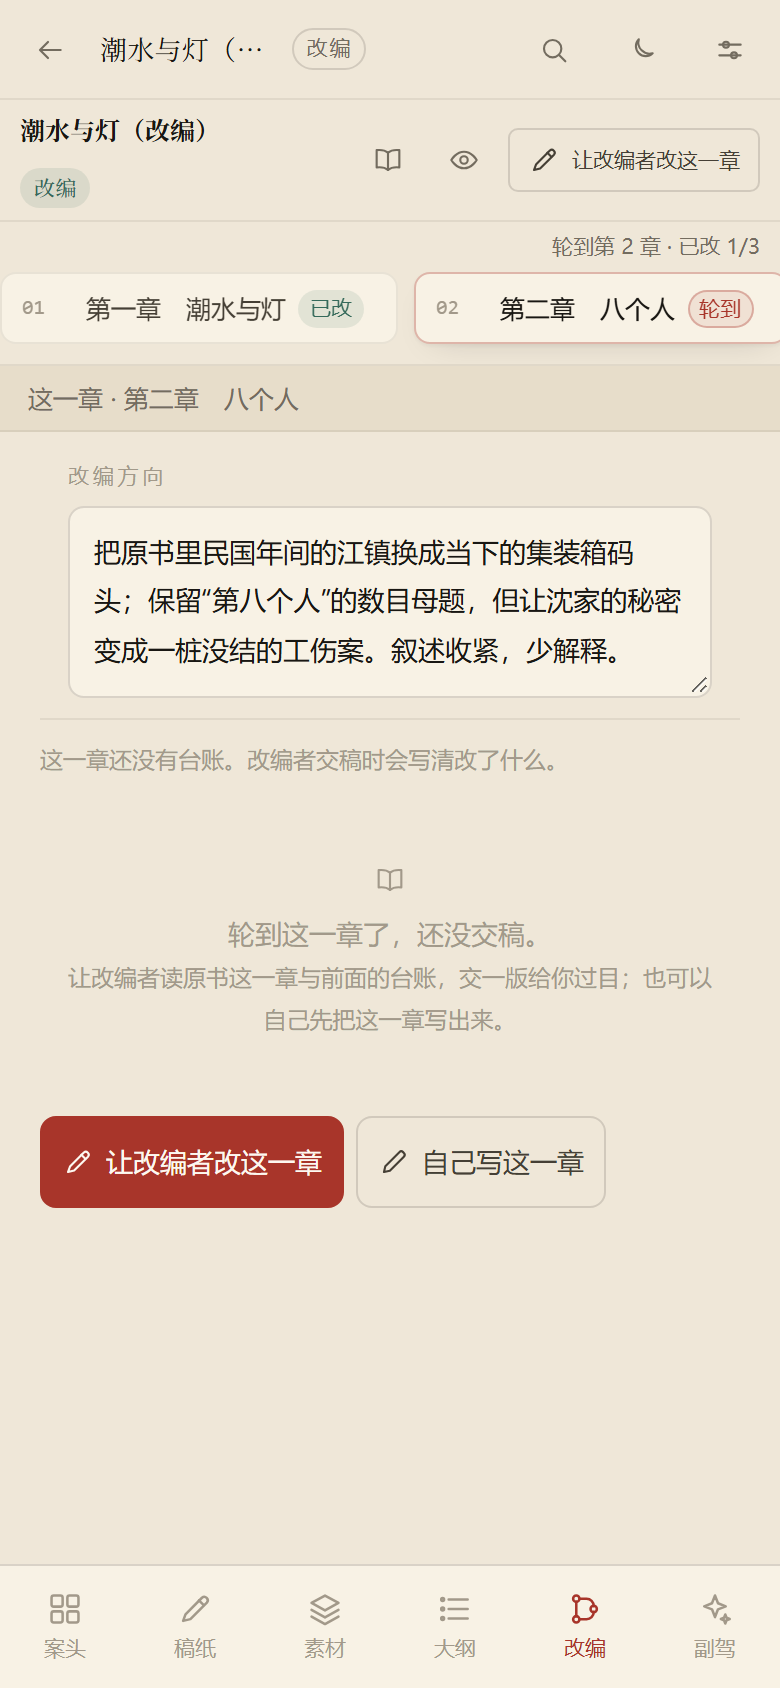 潮水与灯（…
改编
潮水与灯（改编）
改编
让改编者改这一章
轮到第 2 章 · 已改 1/3
01 第一章　潮水与灯 已改
02 第二章　八个人 轮到
这一章 · 第二章　八个人
改编方向
把原书里民国年间的江镇换成当下的集装箱码
头；保留“第八个人”的数目母题，但让沈家的秘密
变成一桩没结的工伤案。叙述收紧，少解释。
这一章还没有台账。改编者交稿时会写清改了什么。
轮到这一章了，还没交稿。
让改编者读原书这一章与前面的台账，交一版给你过目；也可以
自己先把这一章写出来。
让改编者改这一章
自己写这一章
案头
稿纸
素材
大纲
改编
副驾